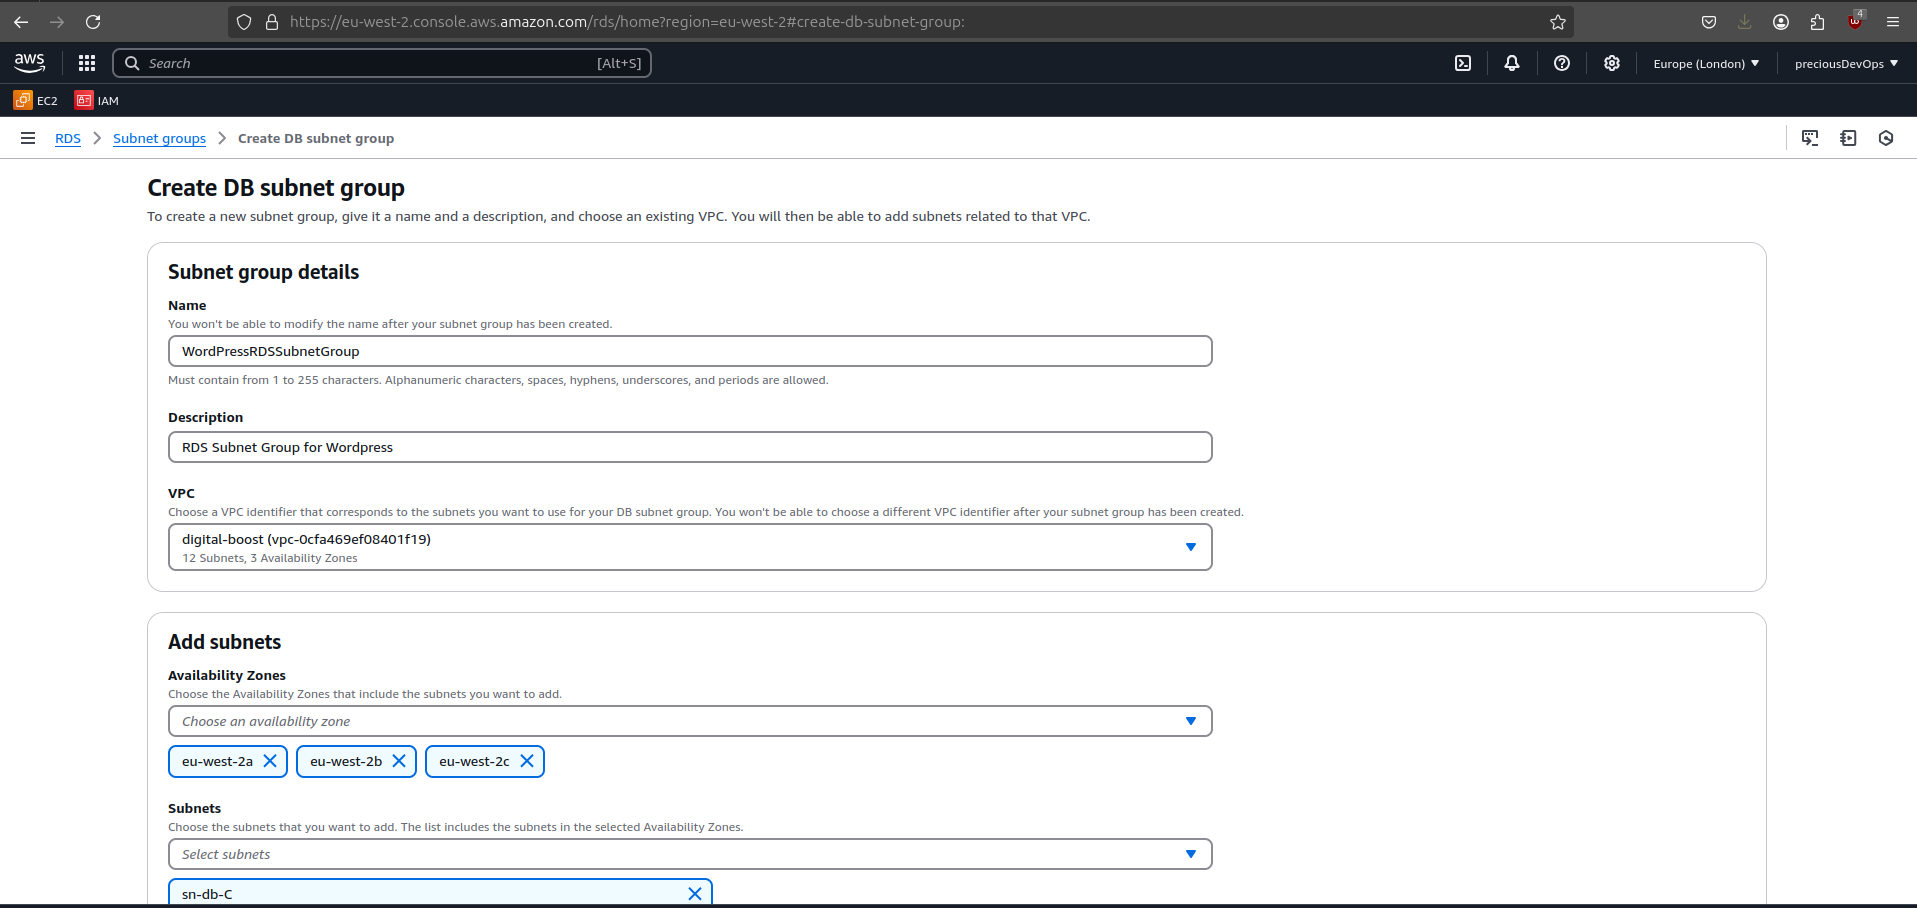 https://eu-west-2.console.aws.amazon.com/rds/home?region=eu-west-2#create-db-subnet-group:
4
aws
Search
[Alt+S]
Europe (London)
preciousDevOps
EC2
IAM
RDS
Subnet groups
Create DB subnet group
Create DB subnet group
To create a new subnet group, give it a name and a description, and choose an existing VPC. You will then be able to add subnets related to that VPC.
Subnet group details
Name
You won't be able to modify the name after your subnet group has been created.
WordPressRDSSubnetGroup
Must contain from 1 to 255 characters. Alphanumeric characters, spaces, hyphens, underscores, and periods are allowed.
Description
RDS Subnet Group for Wordpress
VPC
Choose a VPC identifier that corresponds to the subnets you want to use for your DB subnet group. You won't be able to choose a different VPC identifier after your subnet group has been created.
digital-boost (vpc-0cfa469ef08401f19)
12 Subnets, 3 Availability Zones
Add subnets
Availability Zones
Choose the Availability Zones that include the subnets you want to add.
Choose an availability zone
eu-west-2a
eu-west-2b
eu-west-2c
Subnets
Choose the subnets that you want to add. The list includes the subnets in the selected Availability Zones.
Select subnets
sn-db-C